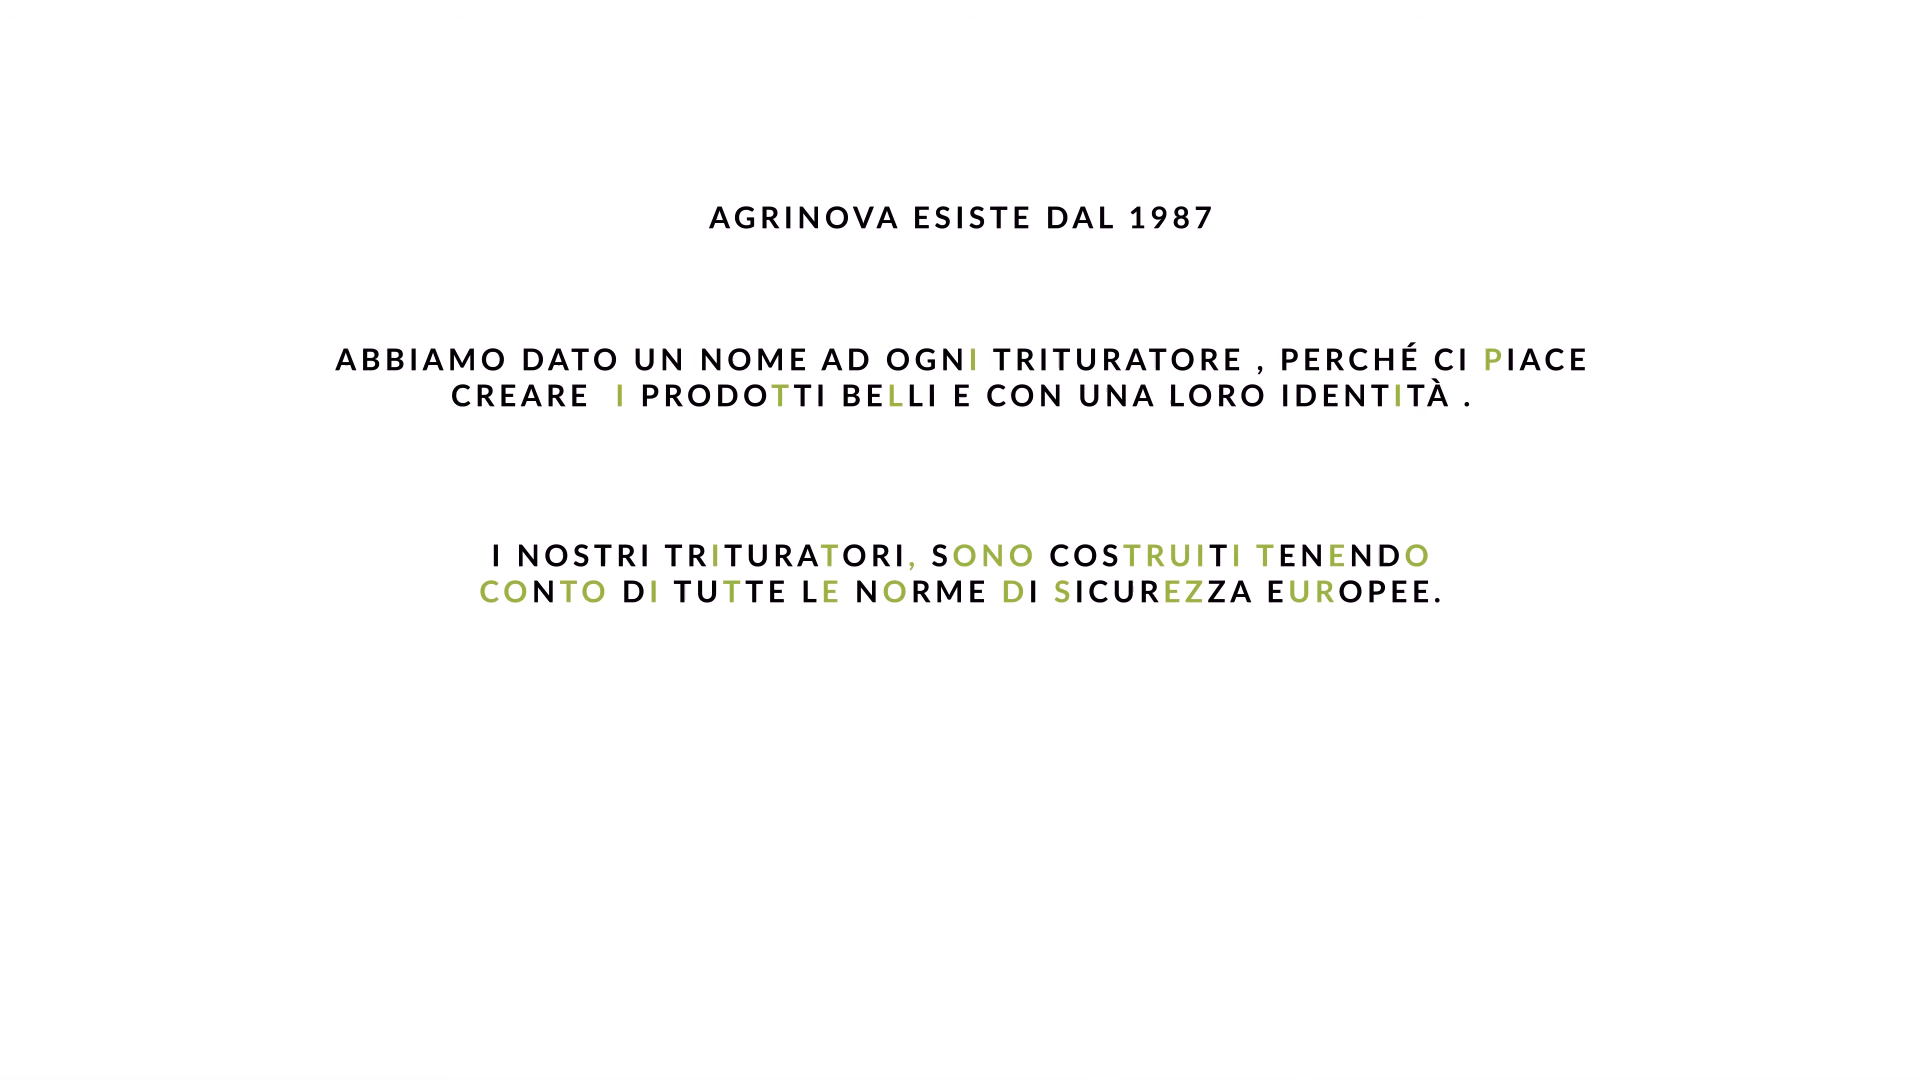 AGRINOVA ESISTE DAL 1987
ABBIAMO DATO UN NOME AD OGNI TRITURATORE , PERCHÉ CI PIACE
CREARE  I PRODOTTI BELLI E CON UNA LORO IDENTITÀ .
I NOSTRI TRITURATORI, SONO COSTRUITI TENENDO
CONTO DI TUTTE LE NORME DI SICUREZZA EUROPEE.